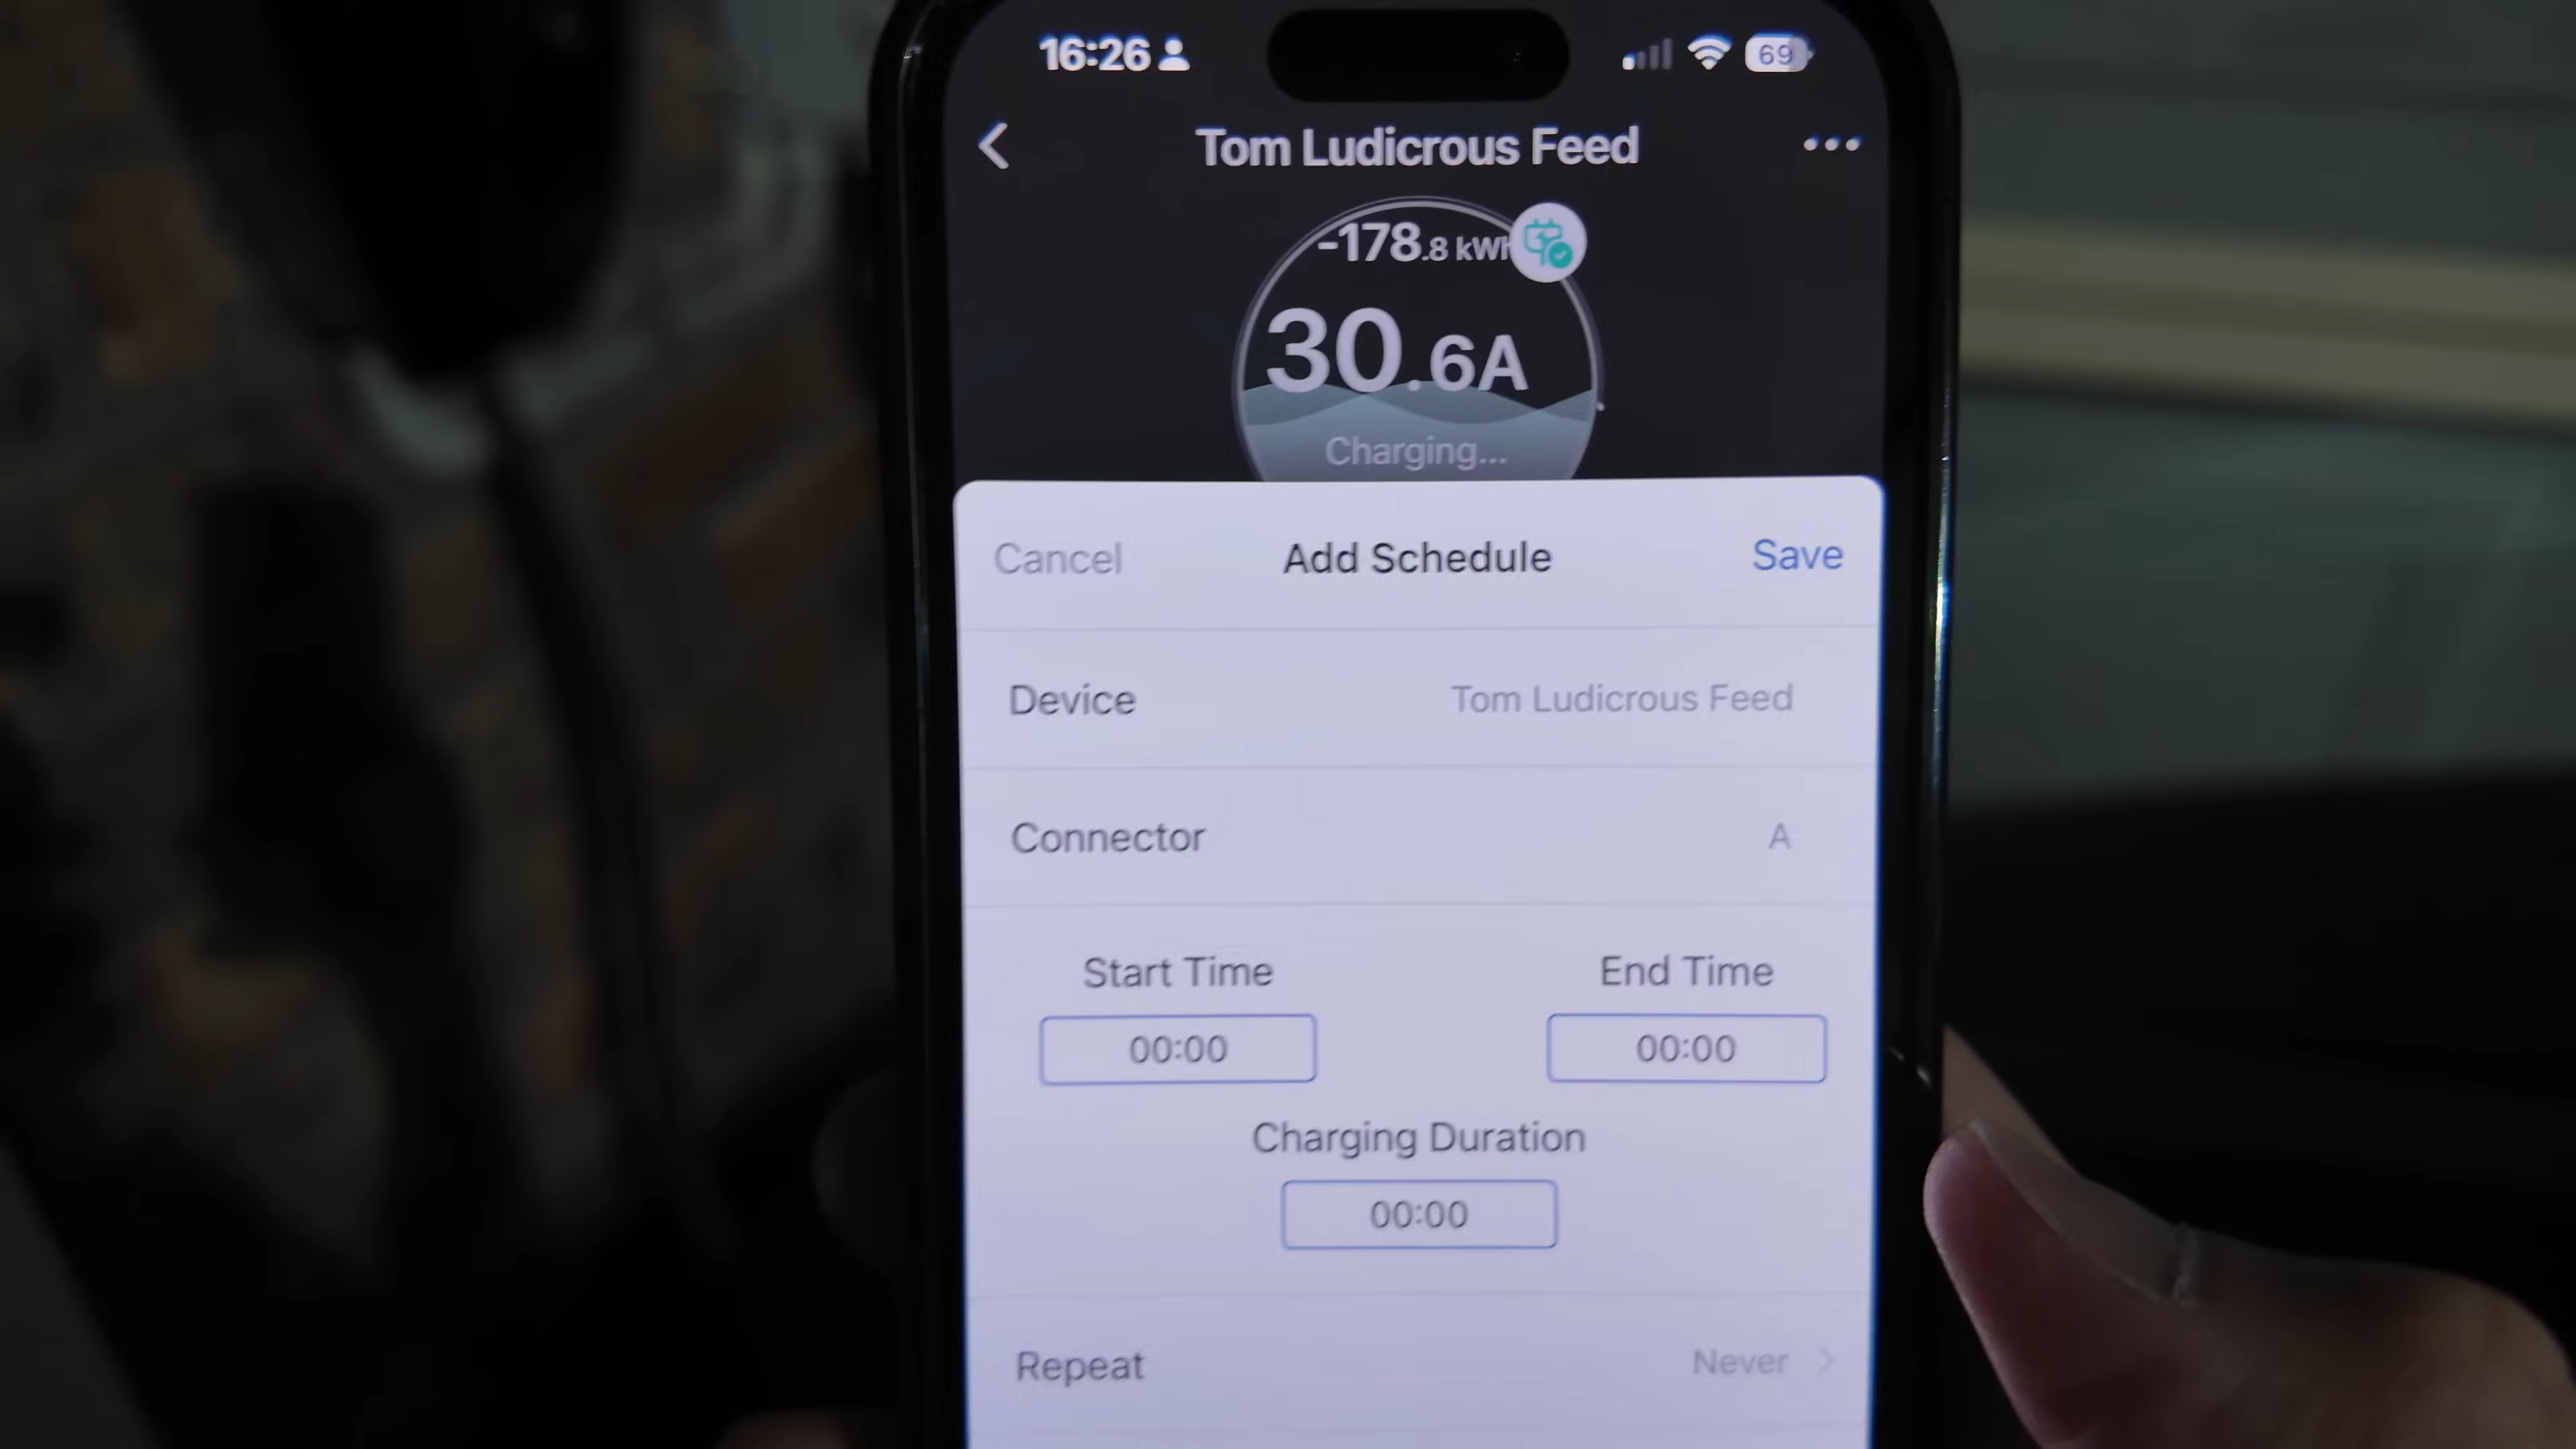 16:26
69
Tom Ludicrous Feed
-178.8 kWh
30.6A
Charging...
Cancel Add Schedule Save
Device Tom Ludicrous Feed
Connector A
Start Time End Time
00:00 00:00
Charging Duration
00:00
Repeat Never